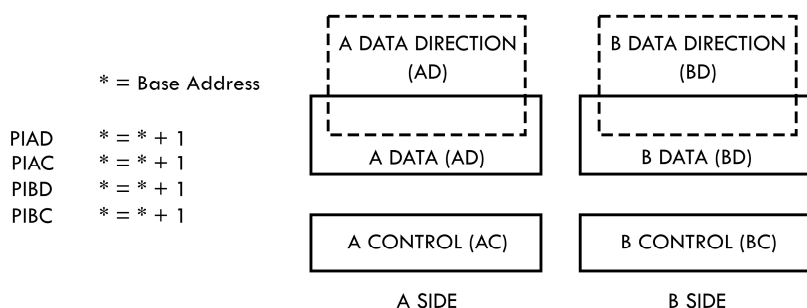 * = Base Address
PIAD * = * + 1
PIAC * = * + 1
PIBD * = * + 1
PIBC * = * + 1
A DATA DIRECTION
(AD)
A DATA (AD)
A CONTROL (AC)
A SIDE
B DATA DIRECTION
(BD)
B DATA (BD)
B CONTROL (BC)
B SIDE